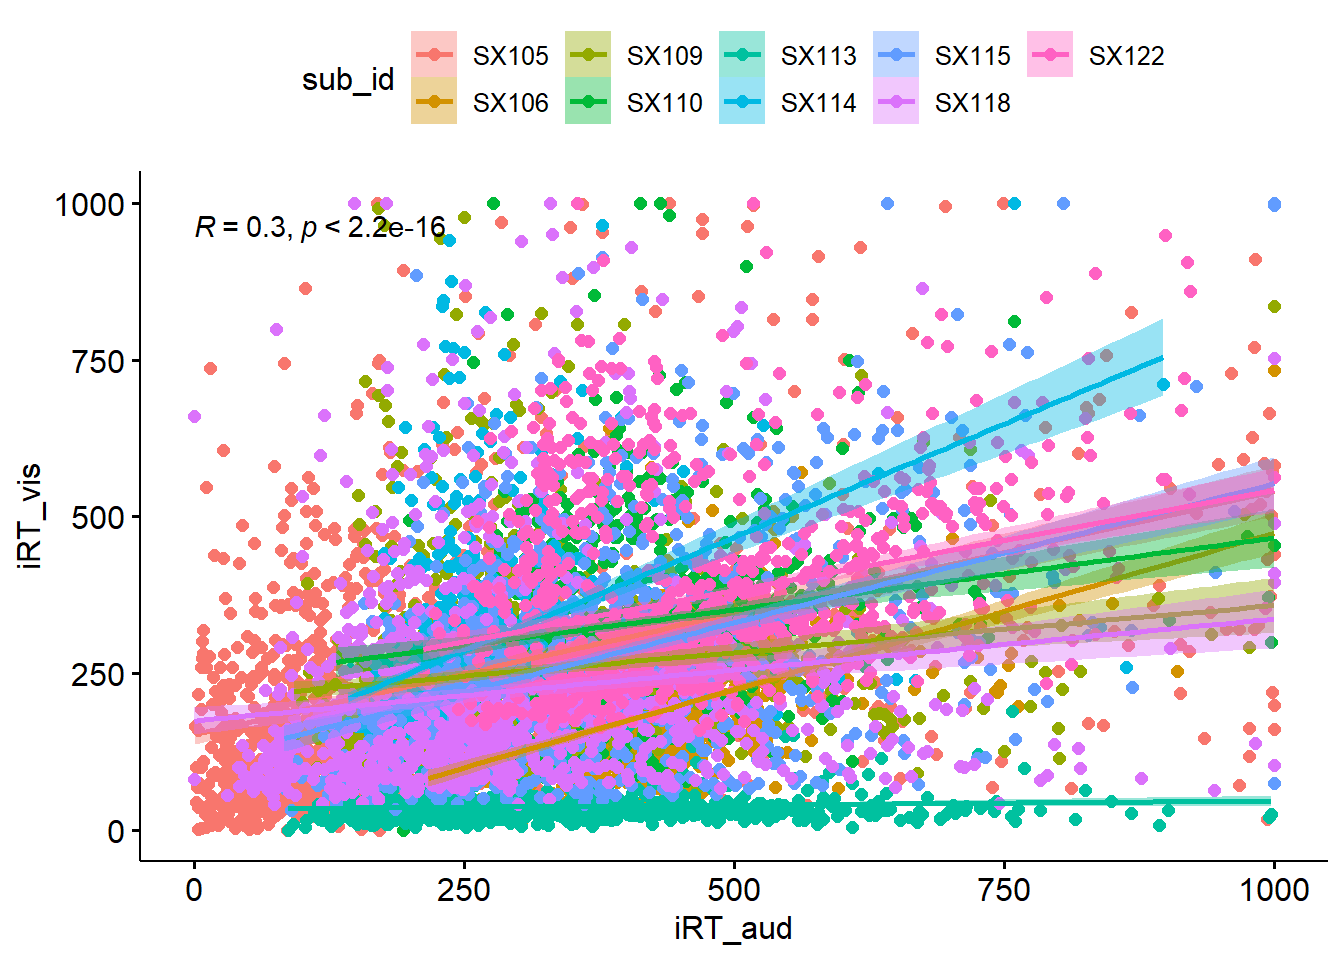 sub_id
SX105 SX109 SX113 SX115 SX122
SX106 SX110 SX114 SX118
R = 0.3, p < 2.2e-16
1000
750
500
250
0
iRT_vis
0 250 500 750 1000
iRT_aud